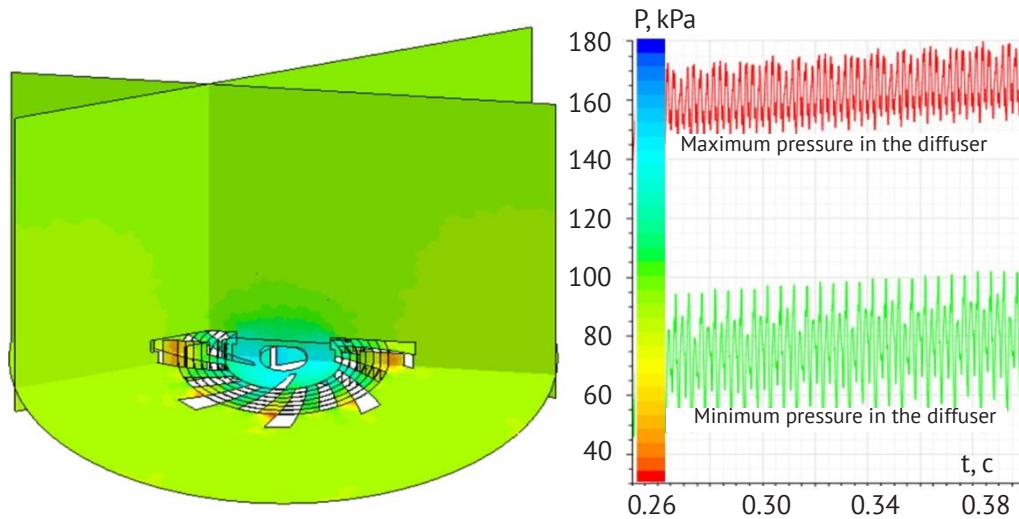 P, kPa
180
160
140
120
100
80
60
40
Maximum pressure in the diffuser
Minimum pressure in the diffuser
t, c
0.26 0.30 0.34 0.38